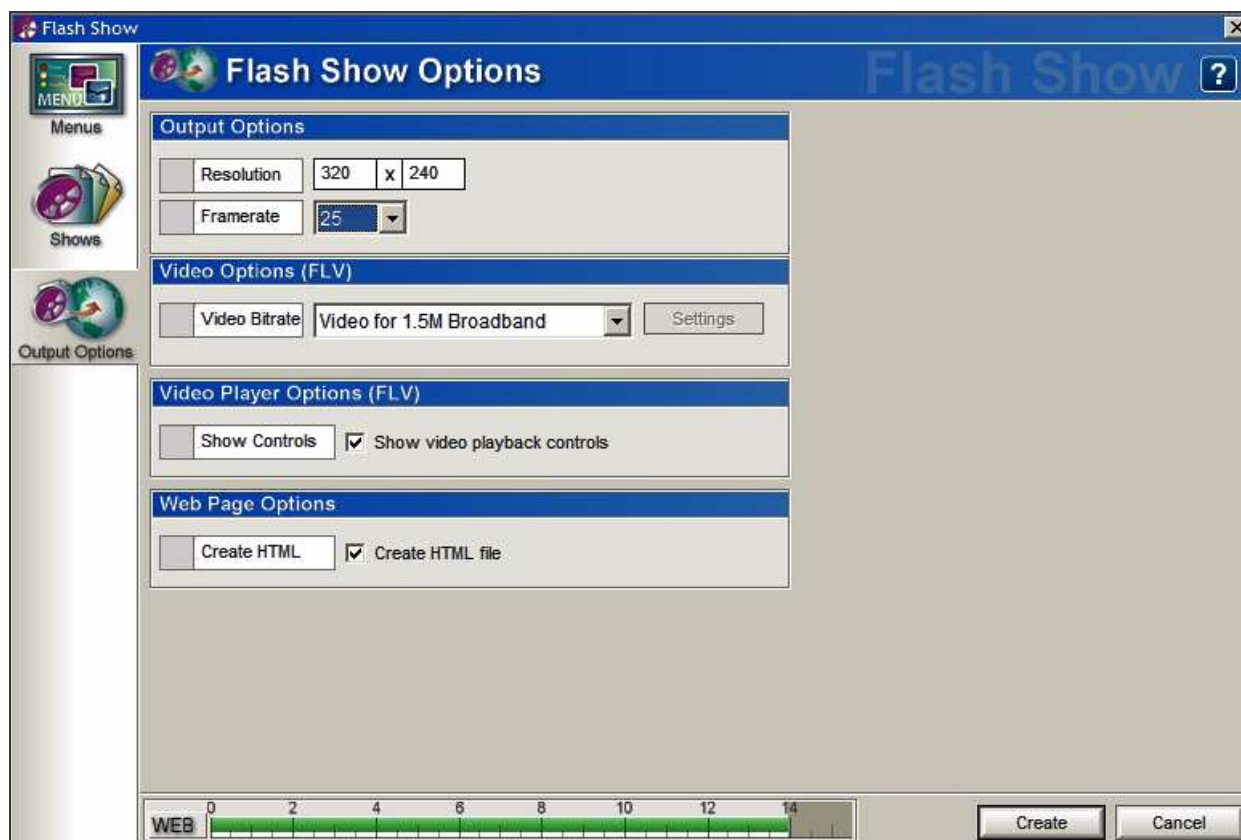 Flash Show
MENU
Menus
Shows
Output Options
Flash Show Options
Flash Show
?
Output Options
Resolution
320 x 240
Framerate
25
Video Options (FLV)
Video Bitrate
Video for 1.5M Broadband
Settings
Video Player Options (FLV)
Show Controls
Show video playback controls
Web Page Options
Create HTML
Create HTML file
WEB
0 2 4 6 8 10 12 14
Create
Cancel